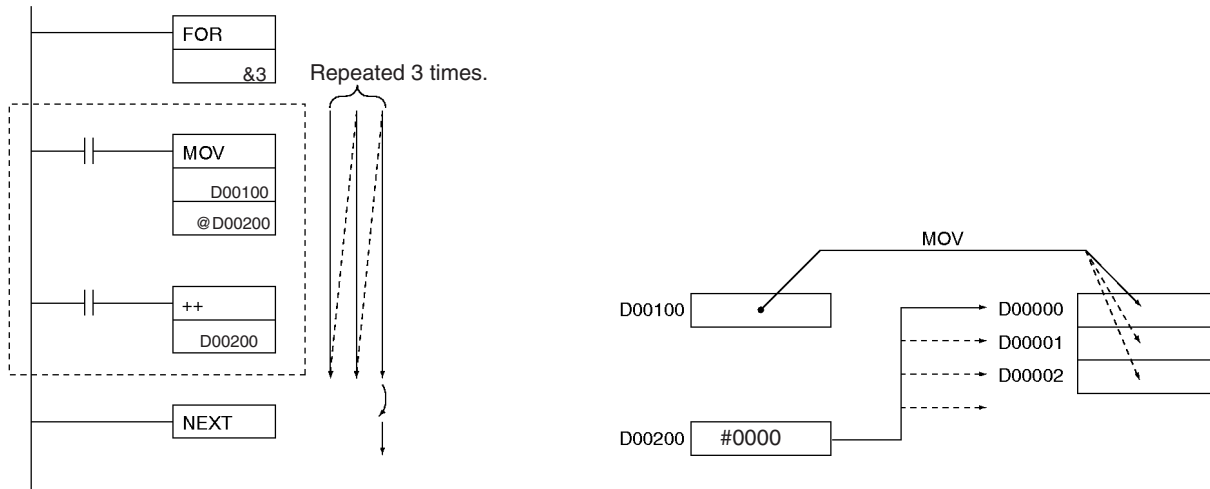 FOR
&3
Repeated 3 times.
MOV
D00100
@D00200
++
D00200
NEXT
MOV
D00100
D00000
D00001
D00002
D00200
#0000